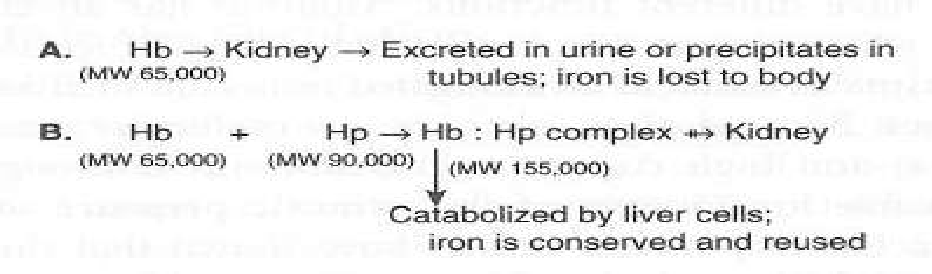 A. Hb → Kidney → Excreted in urine or precipitates in
(MW 65,000) tubules; iron is lost to body
B. Hb + Hp → Hb : Hp complex ↛ Kidney
(MW 65,000) (MW 90,000) (MW 155,000)
Catabolized by liver cells;
iron is conserved and reused